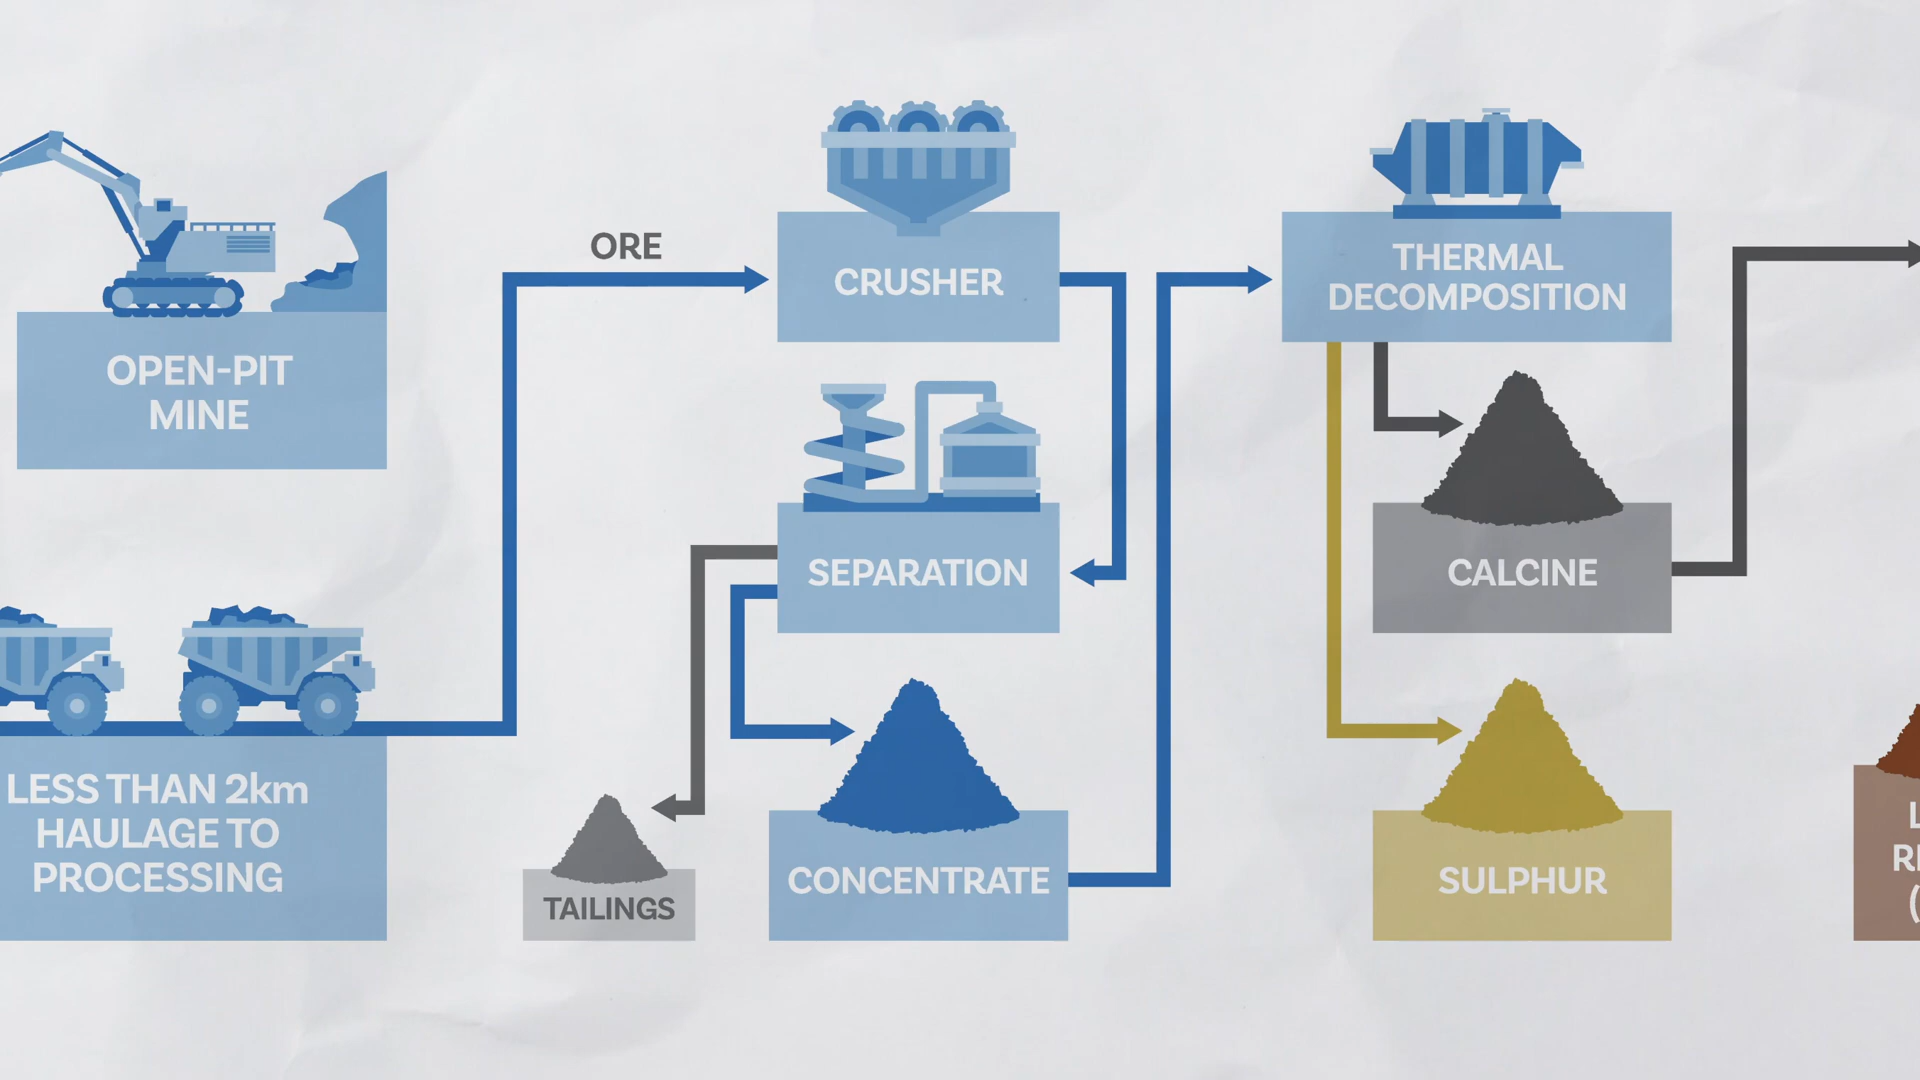 OPEN-PIT
MINE
LESS THAN 2km
HAULAGE TO
PROCESSING
ORE
CRUSHER
SEPARATION
TAILINGS
CONCENTRATE
THERMAL
DECOMPOSITION
CALCINE
SULPHUR